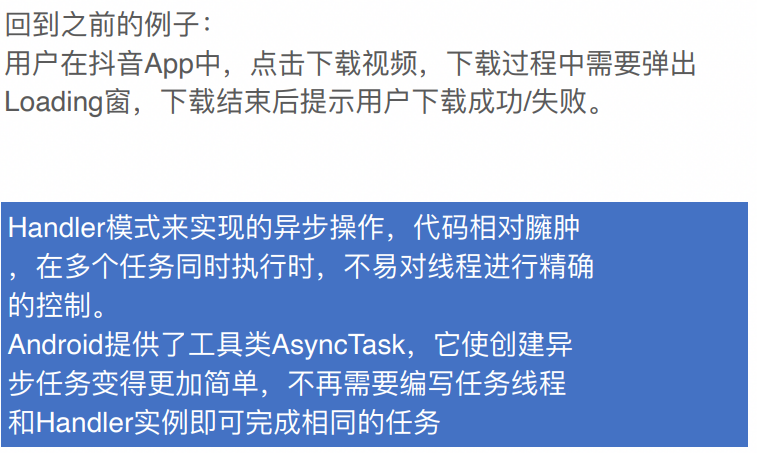 回到之前的例子：
用户在抖音App中，点击下载视频，下载过程中需要弹出
Loading窗，下载结束后提示用户下载成功/失败。
Handler模式来实现的异步操作，代码相对臃肿
，在多个任务同时执行时，不易对线程进行精确
的控制。
Android提供了工具类AsyncTask，它使创建异
步任务变得更加简单，不再需要编写任务线程
和Handler实例即可完成相同的任务